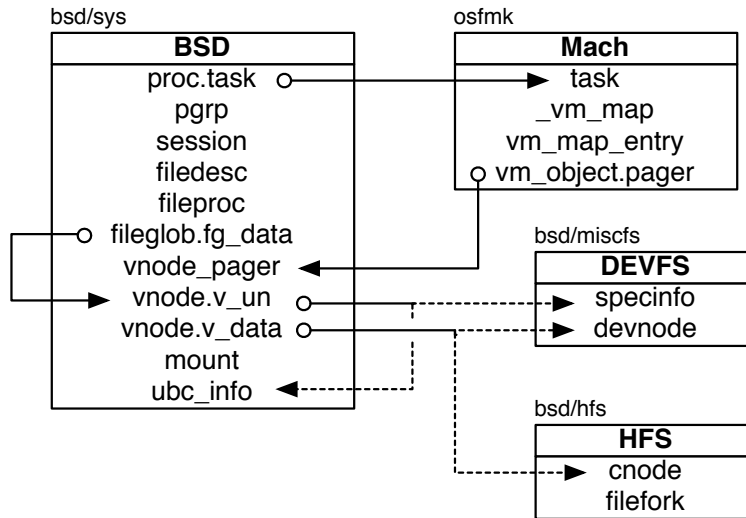 bsd/sys
BSD
proc.task
pgrp
session
filedesc
fileproc
fileglob.fg_data
vnode_pager
vnode.v_un
vnode.v_data
mount
ubc_info
osfmk
Mach
task
_vm_map
vm_map_entry
vm_object.pager
bsd/miscfs
DEVFS
specinfo
devnode
bsd/hfs
HFS
cnode
filefork